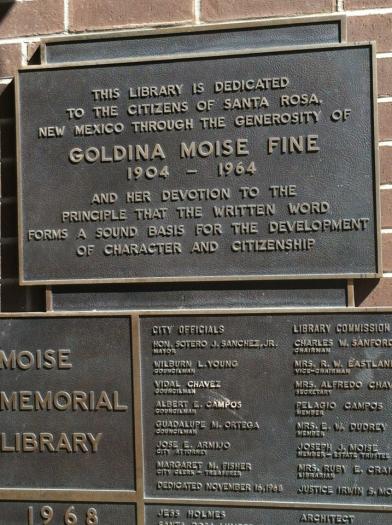 THIS LIBRARY IS DEDICATED
TO THE CITIZENS OF SANTA ROSA,
NEW MEXICO THROUGH THE GENEROSITY OF
GOLDINA MOISE FINE
1904 - 1964
AND HER DEVOTION TO THE
PRINCIPLE THAT THE WRITTEN WORD
FORMS A SOUND BASIS FOR THE DEVELOPMENT
OF CHARACTER AND CITIZENSHIP
MOISE
MEMORIAL
LIBRARY
1968
CITY OFFICIALS
HON. SOTERO J. SANCHEZ, JR.
MAYOR
WILBURN L. YOUNG
COUNCILMAN
VIDAL CHAVEZ
COUNCILMAN
ALBERT E. CAMPOS
COUNCILMAN
GUADALUPE M. ORTEGA
COUNCILMAN
JOSE E. ARMIJO
CITY ATTORNEY
MARGARET M. FISHER
CITY CLERK - TREASURER
DEDICATED NOVEMBER 16, 1968
LIBRARY COMMISSION
CHARLES W. SANFORD
CHAIRMAN
MRS. R. W. EASTLAN
VICE-CHAIRMAN
MRS. ALFREDO CHAV
SECRETARY
PELAGIO CAMPOS
MEMBER
MRS. E. W. DUDREY
MEMBER
JOSEPH J. MOISE
MEMBER - ESTATE TRUSTEE
MRS. RUBY E. GRA
LIBRARIAN
JUSTICE IRWIN S. MO
JESS HOLMES
ARCHITECT